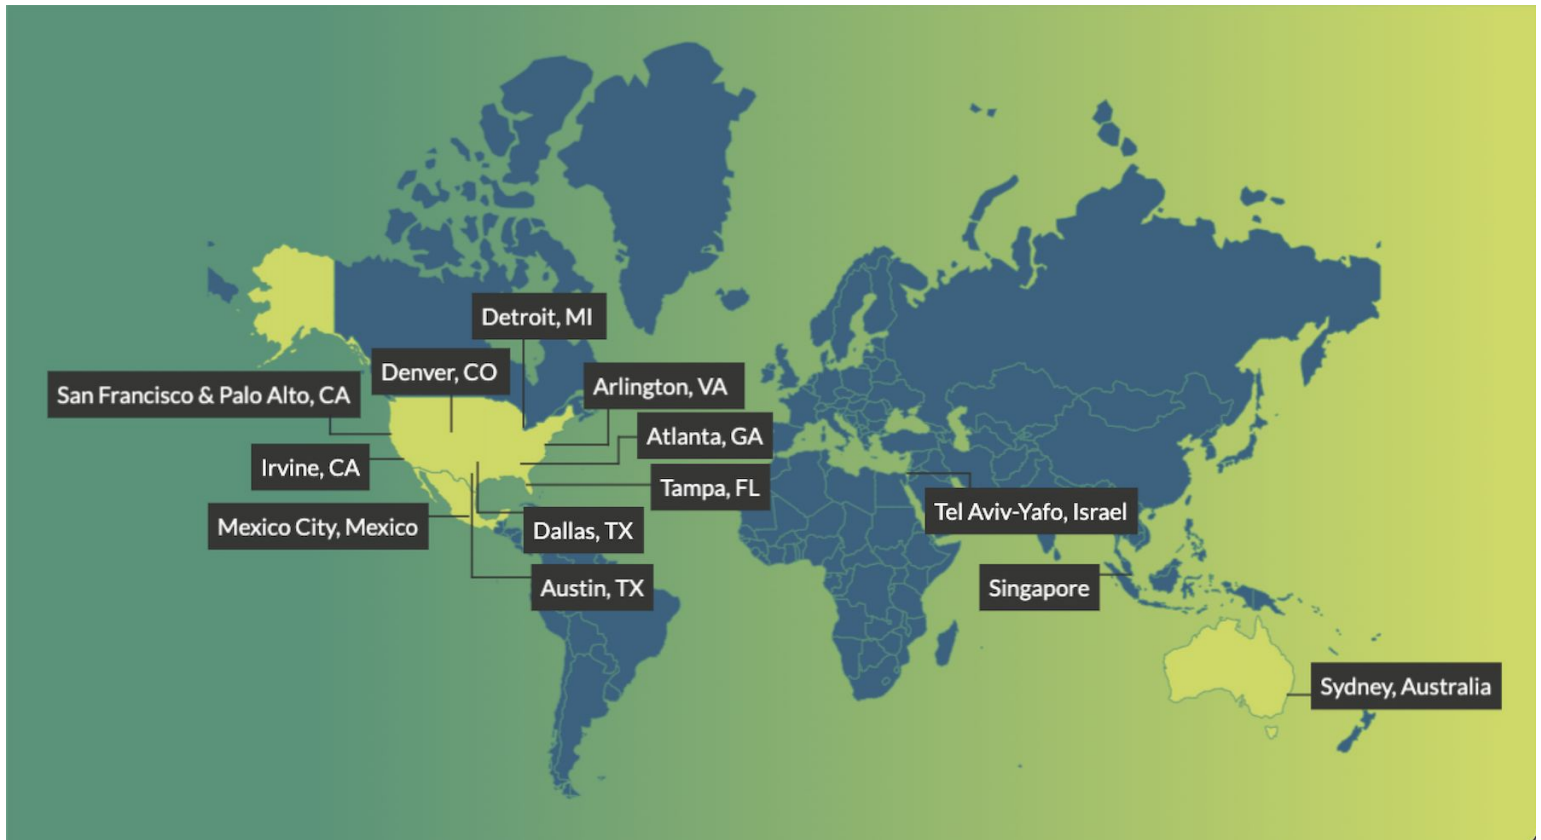 Detroit, MI
Denver, CO
San Francisco & Palo Alto, CA
Arlington, VA
Atlanta, GA
Irvine, CA
Tampa, FL
Mexico City, Mexico
Dallas, TX
Tel Aviv-Yafo, Israel
Austin, TX
Singapore
Sydney, Australia